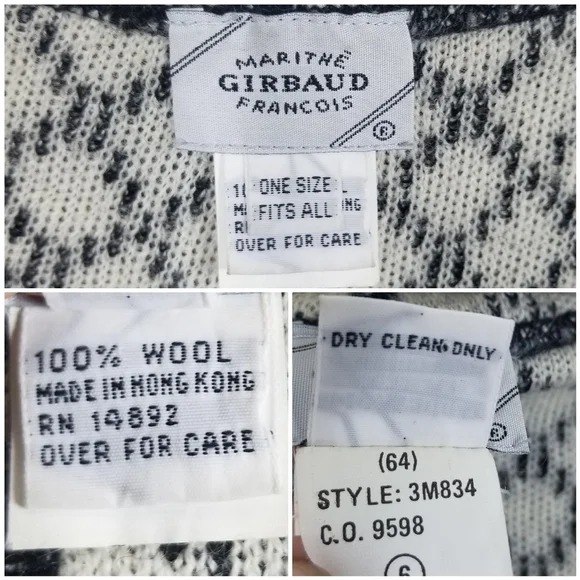 MARITHÉ
GIRBAUD
FRANCOIS
®
ONE SIZE
FITS ALL
OVER FOR CARE
100% WOOL
MADE IN HONG KONG
RN 14892
OVER FOR CARE
DRY CLEAN ONLY
®
(64)
STYLE: 3M834
C.O. 9598
6